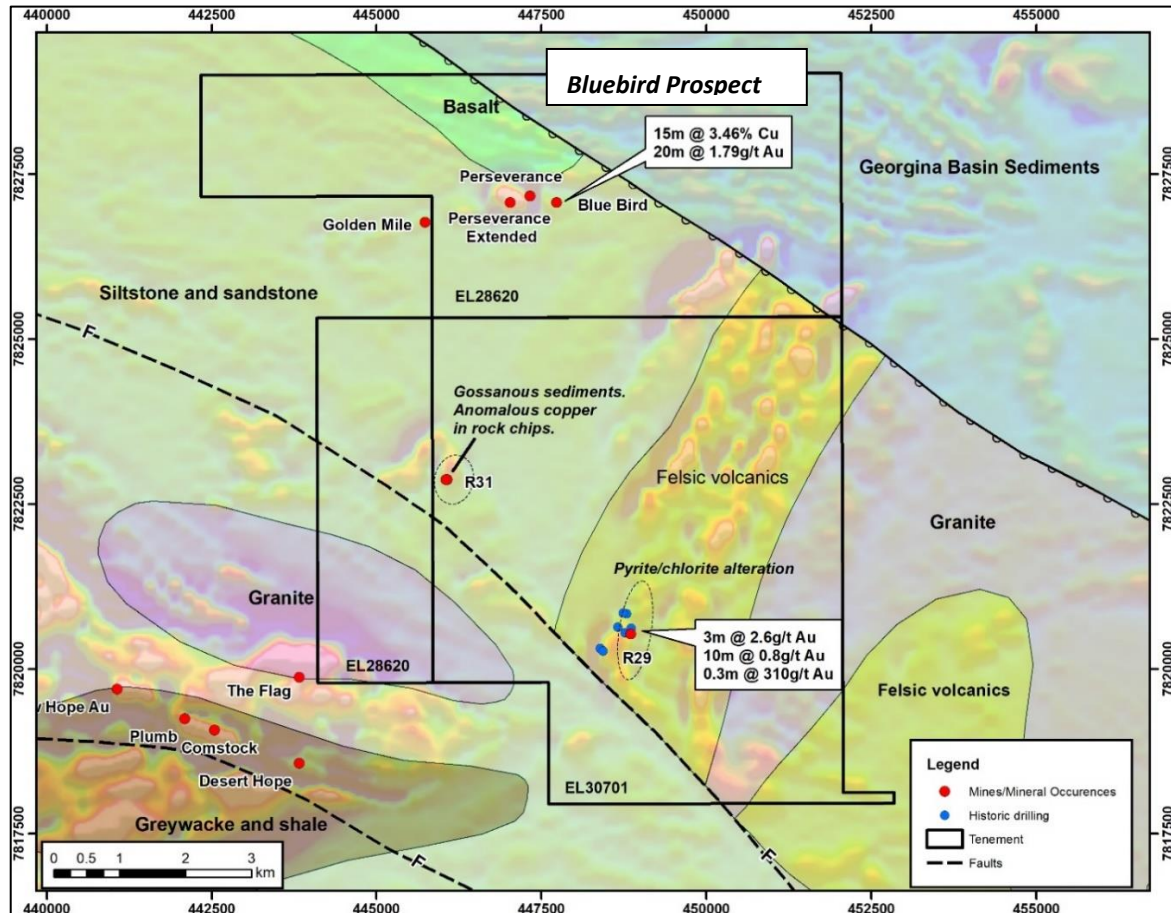 440000 442500 445000 447500 450000 452500 455000
Bluebird Prospect
Basalt
15m @ 3.46% Cu
20m @ 1.79g/t Au
Georgina Basin Sediments
7827500
7827500
Perseverance
Blue Bird
Perseverance
Extended
Golden Mile
Siltstone and sandstone
EL28620
7825000
7825000
F
Gossanous sediments.
Anomalous copper
in rock chips.
R31
Felsic volcanics
7822500
7822500
Granite
Pyrite/chlorite alteration
Granite
3m @ 2.6g/t Au
10m @ 0.8g/t Au
0.3m @ 310g/t Au
R29
EL28620
7820000
7820000
The Flag
Hope Au
Plumb
Comstock
Desert Hope
Felsic volcanics
EL30701
F
F
Greywacke and shale
7817500
7817500
Legend
Mines/Mineral Occurences
Historic drilling
Tenement
Faults
0 0.5 1 2 3
km
440000 442500 445000 447500 450000 452500 455000